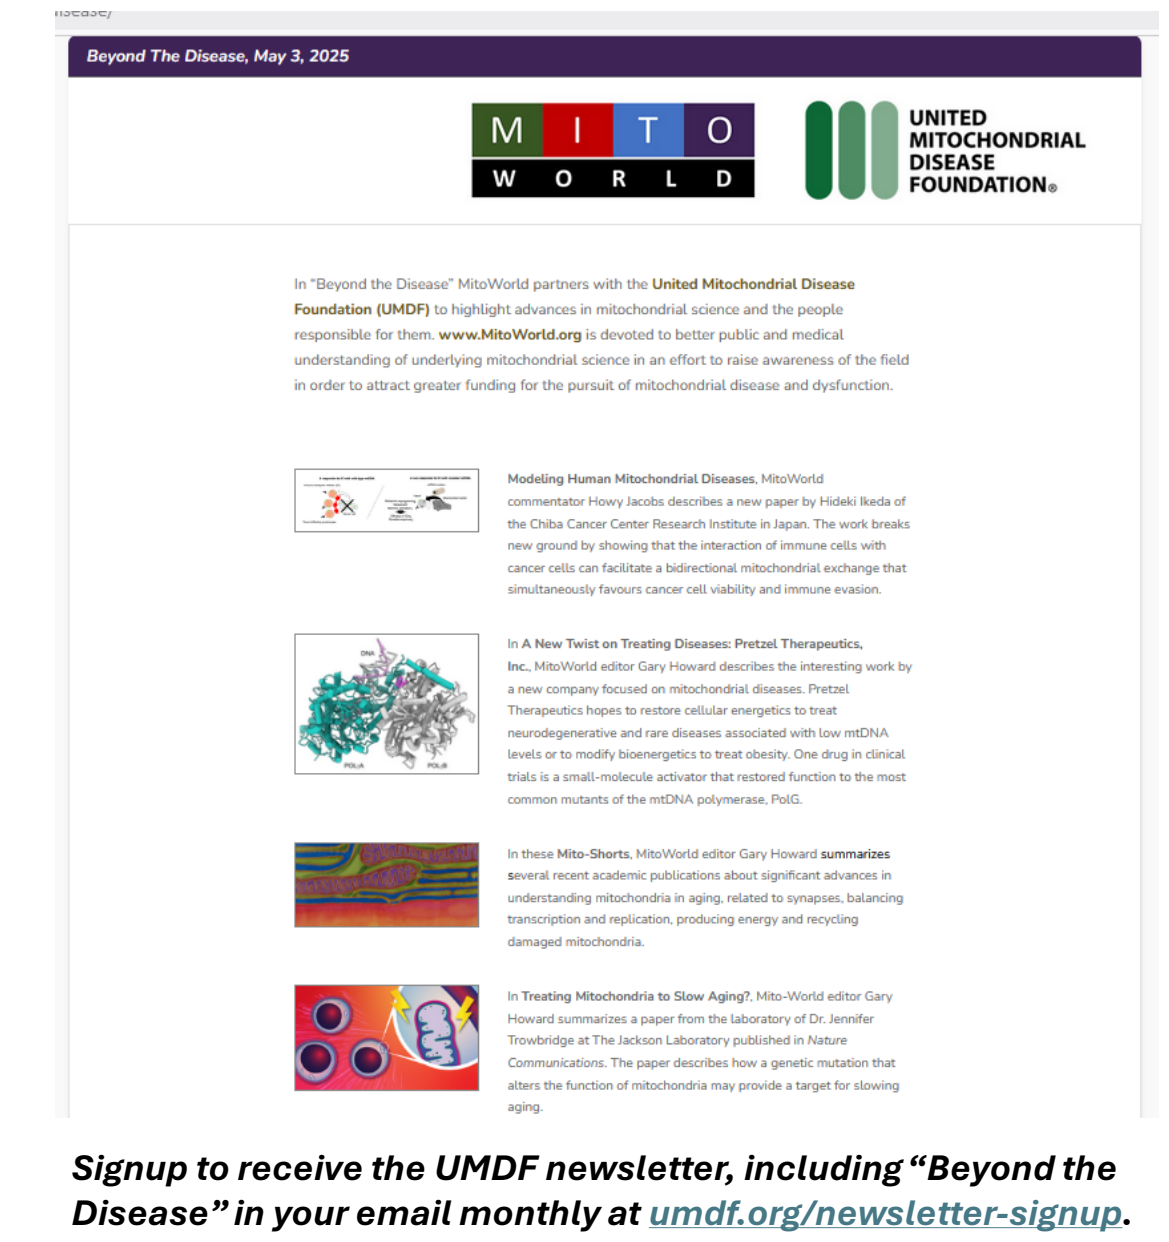 isease/
Beyond The Disease, May 3, 2025
M I T O
W O R L D
UNITED
MITOCHONDRIAL
DISEASE
FOUNDATION®
In “Beyond the Disease” MitoWorld partners with the United Mitochondrial Disease
Foundation (UMDF) to highlight advances in mitochondrial science and the people
responsible for them. www.MitoWorld.org is devoted to better public and medical
understanding of underlying mitochondrial science in an effort to raise awareness of the field
in order to attract greater funding for the pursuit of mitochondrial disease and dysfunction.
Modeling Human Mitochondrial Diseases, MitoWorld
commentator Howy Jacobs describes a new paper by Hideki Ikeda of
the Chiba Cancer Center Research Institute in Japan. The work breaks
new ground by showing that the interaction of immune cells with
cancer cells can facilitate a bidirectional mitochondrial exchange that
simultaneously favours cancer cell viability and immune evasion.
DNA
POLγA POLγB
In A New Twist on Treating Diseases: Pretzel Therapeutics,
Inc., MitoWorld editor Gary Howard describes the interesting work by
a new company focused on mitochondrial diseases. Pretzel
Therapeutics hopes to restore cellular energetics to treat
neurodegenerative and rare diseases associated with low mtDNA
levels or to modify bioenergetics to treat obesity. One drug in clinical
trials is a small-molecule activator that restored function to the most
common mutants of the mtDNA polymerase, PolG.
In these Mito-Shorts, MitoWorld editor Gary Howard summarizes
several recent academic publications about significant advances in
understanding mitochondria in aging, related to synapses, balancing
transcription and replication, producing energy and recycling
damaged mitochondria.
In Treating Mitochondria to Slow Aging?, Mito-World editor Gary
Howard summarizes a paper from the laboratory of Dr. Jennifer
Trowbridge at The Jackson Laboratory published in Nature
Communications. The paper describes how a genetic mutation that
alters the function of mitochondria may provide a target for slowing
aging.
Signup to receive the UMDF newsletter, including “Beyond the
Disease” in your email monthly at umdf.org/newsletter-signup.